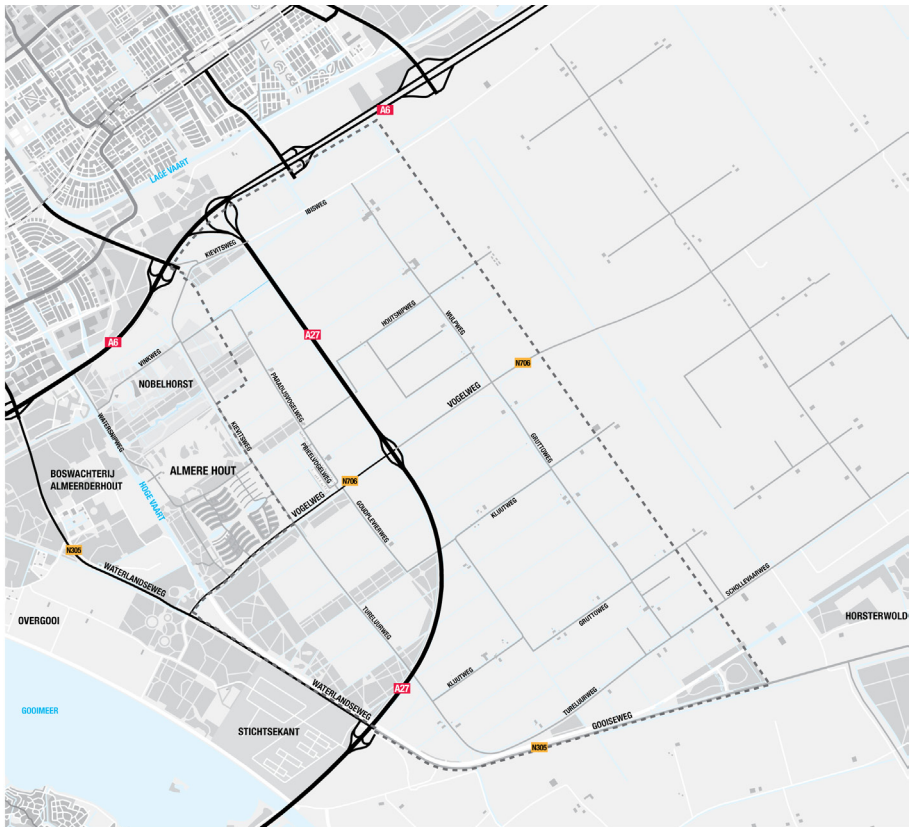 A6
LAGE VAART
IBISWEG
KIEVITSWEG
HOUTSNIPWEG
WULPWEG
A27
A6
VINKWEG
N706
NOBELHORST
PARADIJSVOGELWEG
VOGELWEG
WATERSNIPWEG
KIEVITSWEG
GRUTTOWEG
PRIEELVOGELWEG
ALMERE HOUT
BOSWACHTERIJ
ALMEERDERHOUT
N706
HOGE VAART
VOGELWEG
GOUDPLEVIERWEG
KLUUTWEG
N305
WATERLANDSEWEG
SCHOLLEVAARWEG
OVERGOOI
TURELUURWEG
GRUTTOWEG
HORSTERWOLD
KLUUTWEG
WATERLANDSEWEG
A27
TURELUURWEG
GOOIMEER
GOOISEWEG
STICHTSEKANT
N305